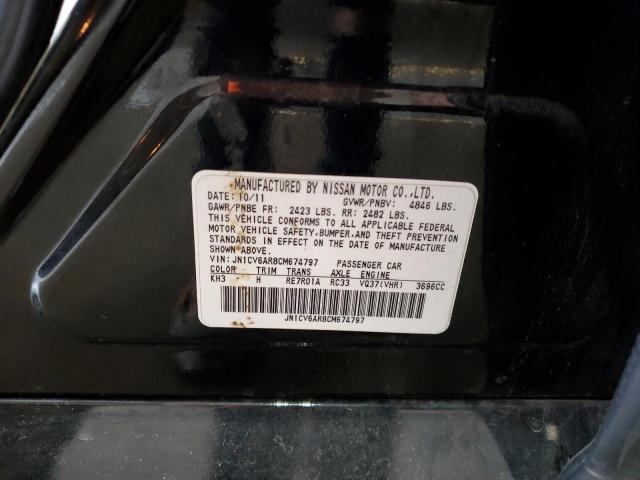 MANUFACTURED BY NISSAN MOTOR CO.,LTD.
DATE: 10/11 GVWR/PNBV: 4846 LBS.
GAWR/PNBE FR: 2423 LBS. RR: 2482 LBS.
THIS VEHICLE CONFORMS TO ALL APPLICABLE FEDERAL
MOTOR VEHICLE SAFETY,BUMPER,AND THEFT PREVENTION
STANDARDS IN EFFECT ON THE DATE OF MANUFACTURE
SHOWN ABOVE.
VIN: JN1CV6AR8CM674797 PASSENGER CAR
COLOR TRIM TRANS AXLE ENGINE
KH3 H RE7R01A RC33 VQ37(VHR) 3696CC
JN1CV6AR8CM674797